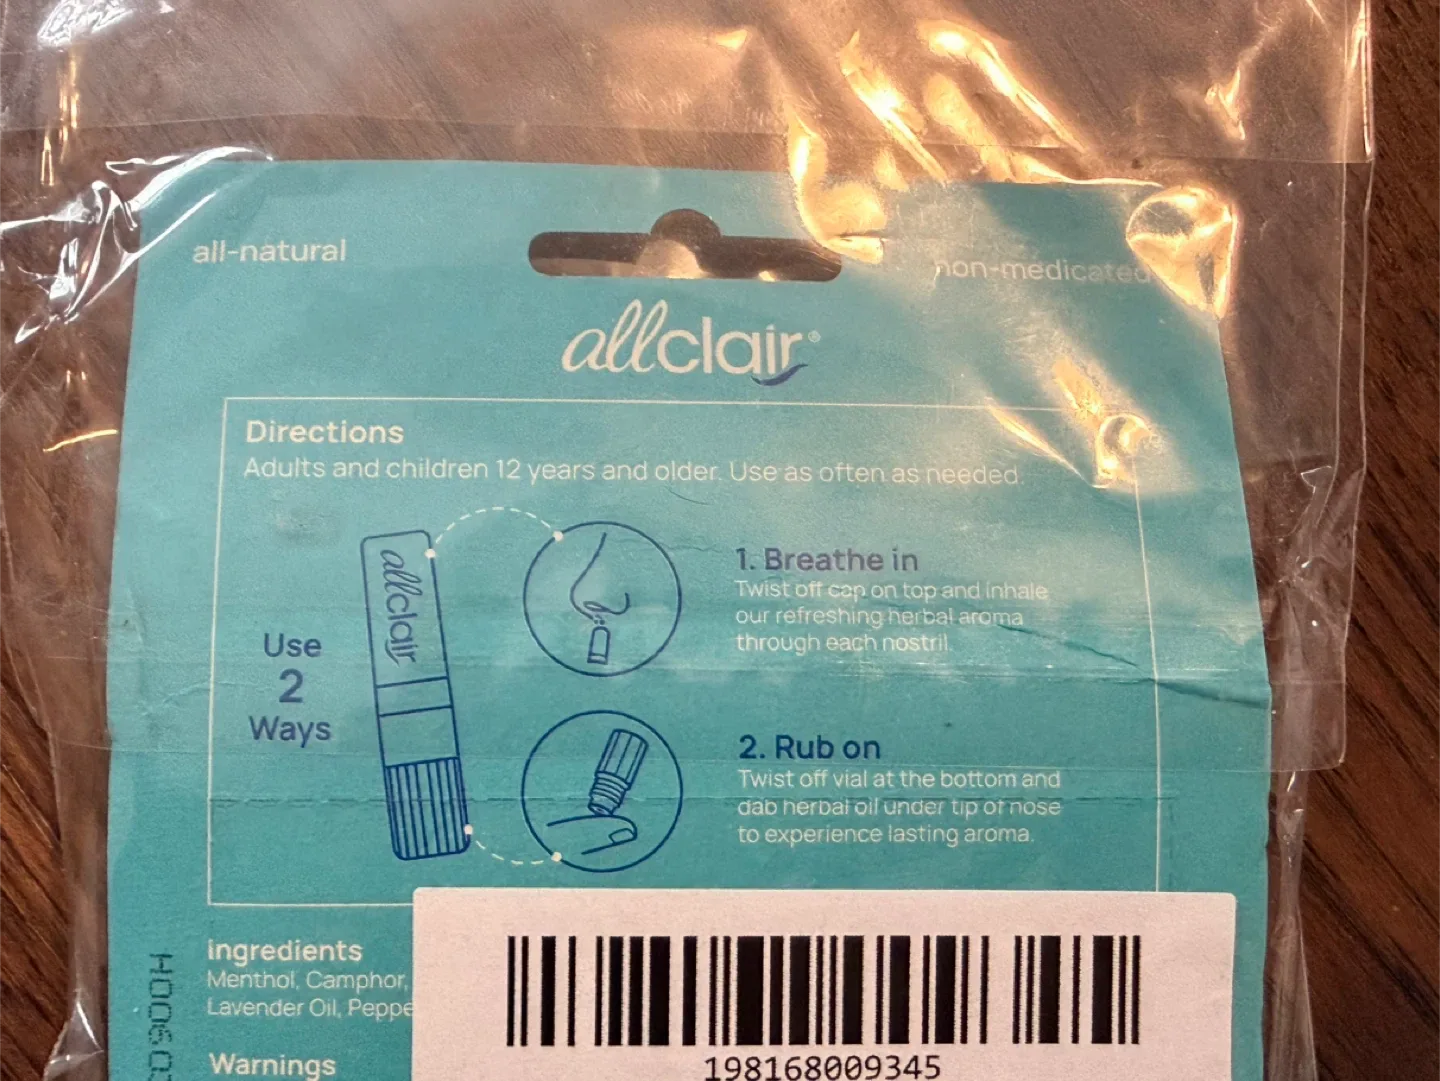 all-natural
non-medicated
allclair®
Directions
Adults and children 12 years and older. Use as often as needed.
allclair
Use
2
Ways
1. Breathe in
Twist off cap on top and inhale
our refreshing herbal aroma
through each nostril.
2. Rub on
Twist off vial at the bottom and
dab herbal oil under tip of nose
to experience lasting aroma.
Ingredients
Menthol, Camphor,
Lavender Oil, Peppe
Warnings
198168009345